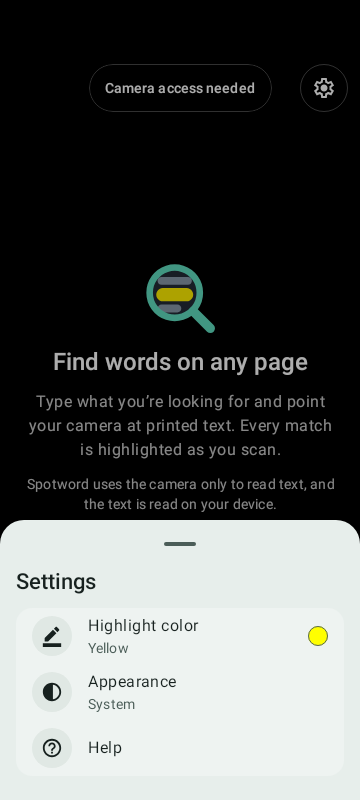 Camera access needed
Find words on any page
Type what you’re looking for and point
your camera at printed text. Every match
is highlighted as you scan.
Spotword uses the camera only to read text, and
the text is read on your device.
Settings
Highlight color
Yellow
Appearance
System
Help